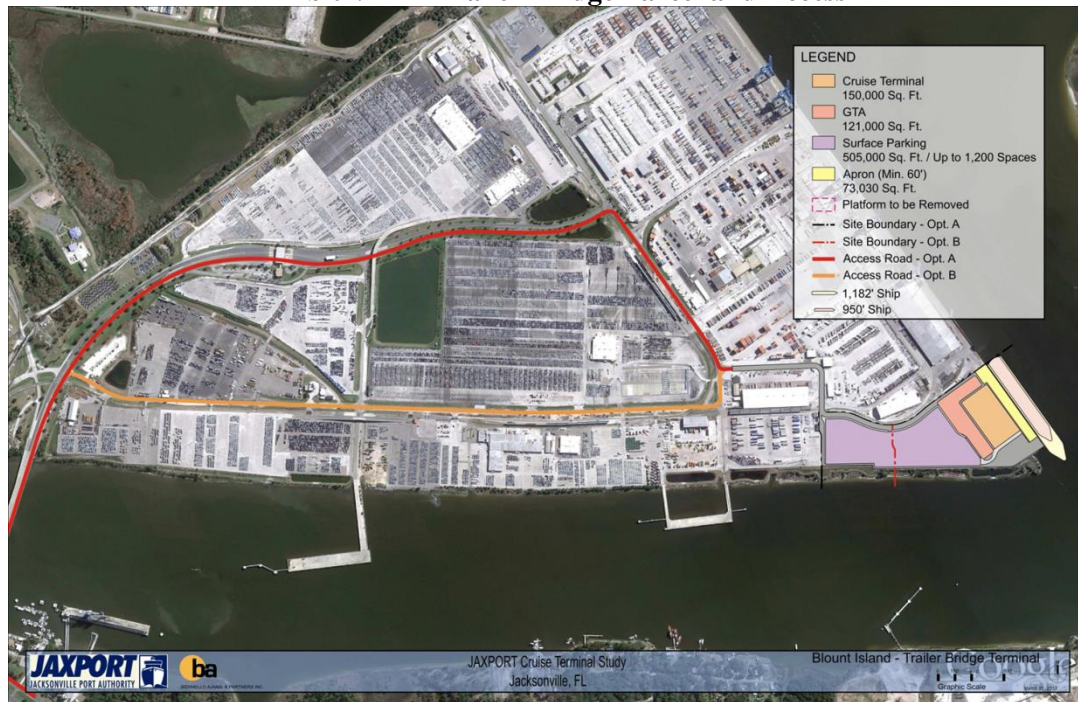 LEGEND
Cruise Terminal
150,000 Sq. Ft.
GTA
121,000 Sq. Ft.
Surface Parking
505,000 Sq. Ft. / Up to 1,200 Spaces
Apron (Min. 60')
73,030 Sq. Ft.
Platform to be Removed
Site Boundary - Opt. A
Site Boundary - Opt. B
Access Road - Opt. A
Access Road - Opt. B
1,182' Ship
950' Ship
JAXPORT
JACKSONVILLE PORT AUTHORITY
ba
JAXPORT Cruise Terminal Study
Jacksonville, FL
Blount Island - Trailer Bridge Terminal
Graphic Scale